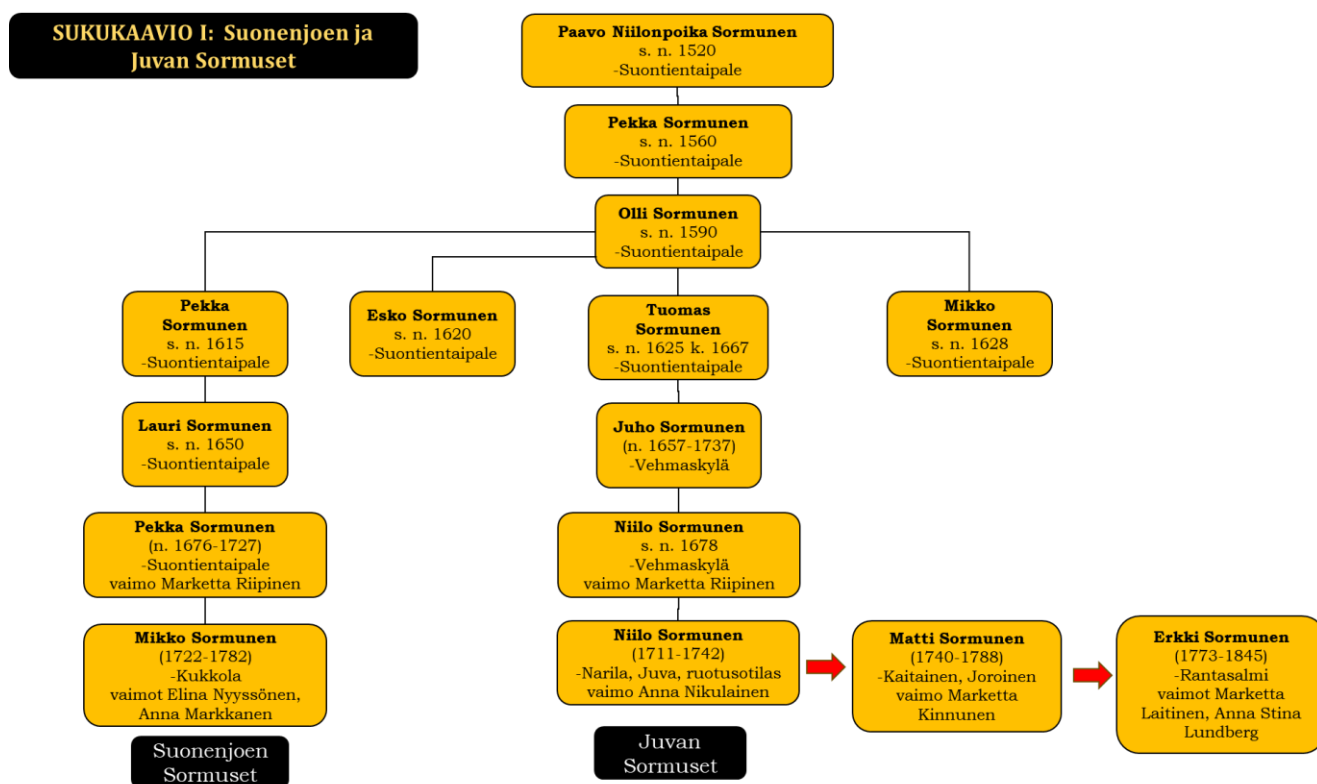 SUKUKAAVIO I: Suonenjoen ja
Juvan Sormuset
Paavo Niilonpoika Sormunen
s. n. 1520
-Suontientaipale
Pekka Sormunen
s. n. 1560
-Suontientaipale
Olli Sormunen
s. n. 1590
-Suontientaipale
Pekka
Sormunen
s. n. 1615
-Suontientaipale
Esko Sormunen
s. n. 1620
-Suontientaipale
Tuomas
Sormunen
s. n. 1625 k. 1667
-Suontientaipale
Mikko
Sormunen
s. n. 1628
-Suontientaipale
Lauri Sormunen
s. n. 1650
-Suontientaipale
Juho Sormunen
(n. 1657-1737)
-Vehmaskylä
Pekka Sormunen
(n. 1676-1727)
-Suontientaipale
vaimo Marketta Riipinen
Niilo Sormunen
s. n. 1678
-Vehmaskylä
vaimo Marketta Riipinen
Mikko Sormunen
(1722-1782)
-Kukkola
vaimot Elina Nyyssönen,
Anna Markkanen
Niilo Sormunen
(1711-1742)
-Narila, Juva, ruotusotilas
vaimo Anna Nikulainen
Matti Sormunen
(1740-1788)
-Kaitainen, Joroinen
vaimo Marketta
Kinnunen
Erkki Sormunen
(1773-1845)
-Rantasalmi
vaimot Marketta
Laitinen, Anna Stina
Lundberg
Suonenjoen
Sormuset
Juvan
Sormuset